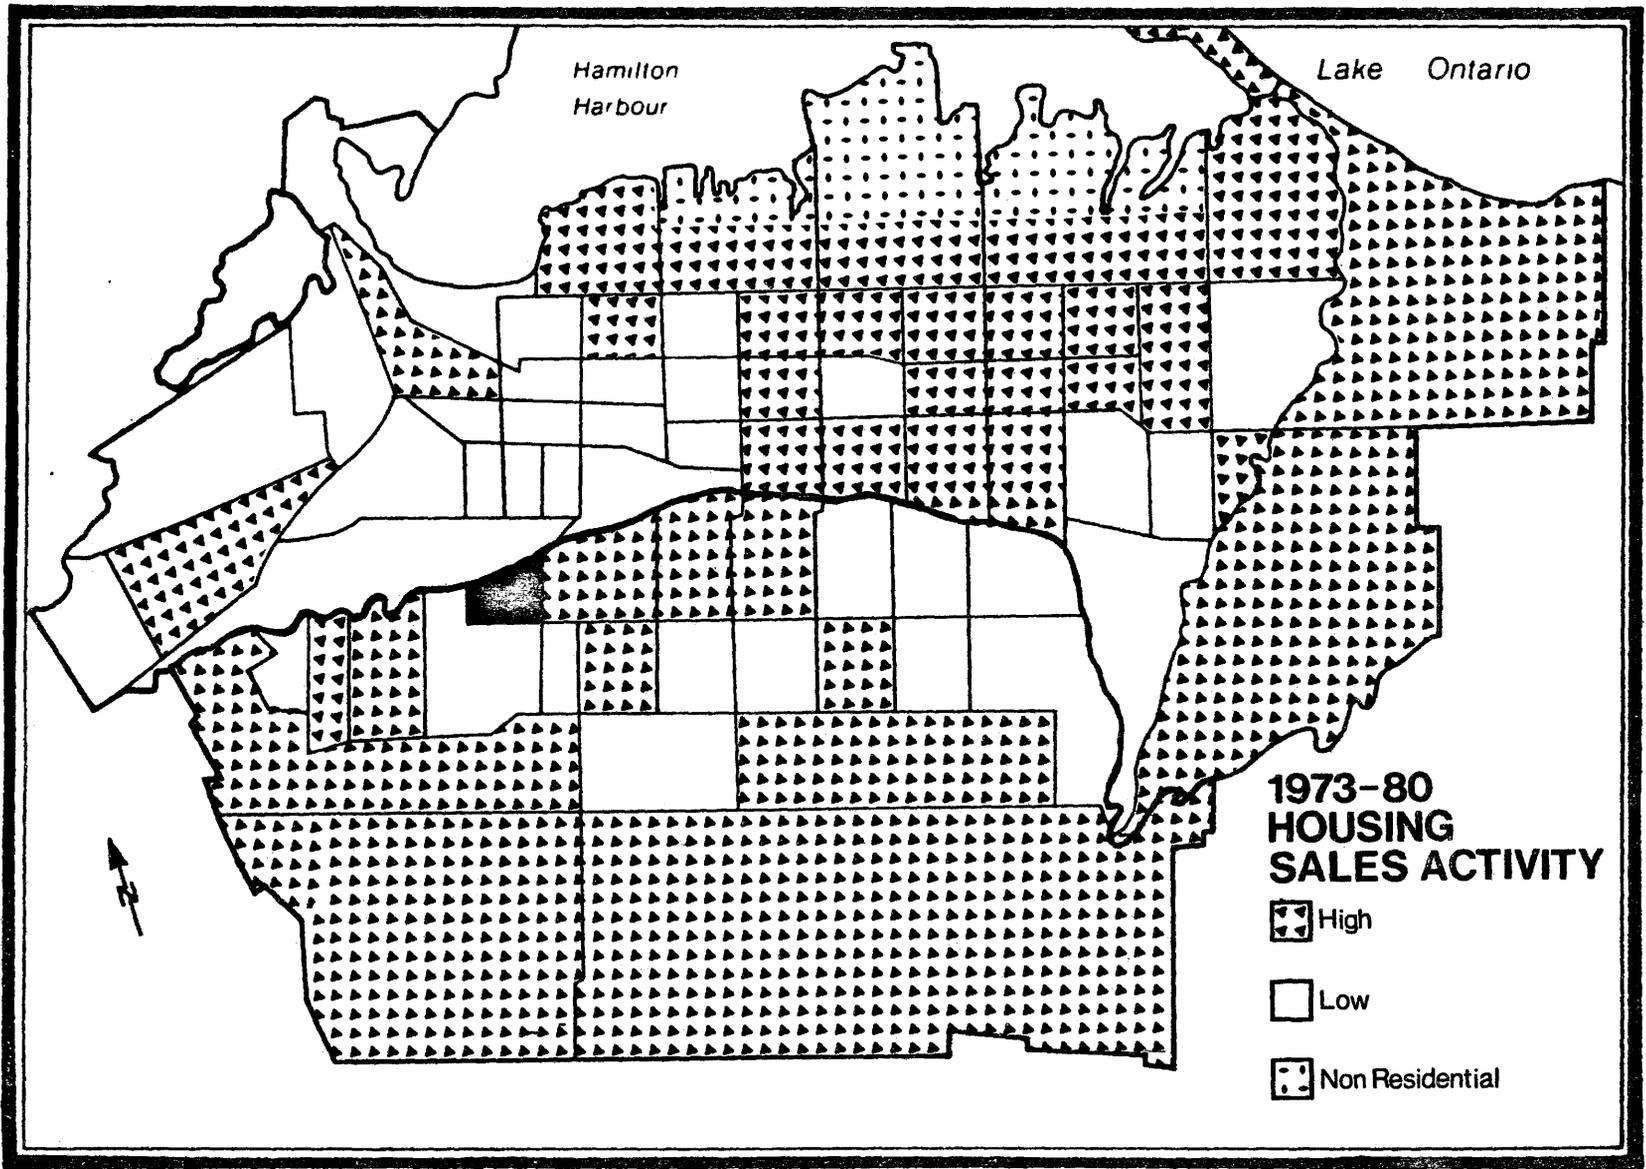 Hamilton
Harbour
Lake Ontario
N
1973-80
HOUSING
SALES ACTIVITY
High
Low
Non Residential